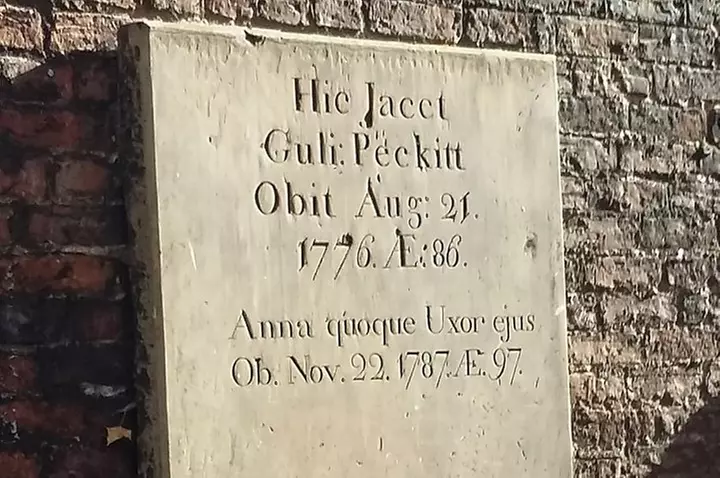 Hic Jacet
Guli: Peckitt
Obit Aug: 21.
1776. Æ: 86.
Anna quoque Uxor ejus
Ob. Nov. 22. 1787. Æ. 97.